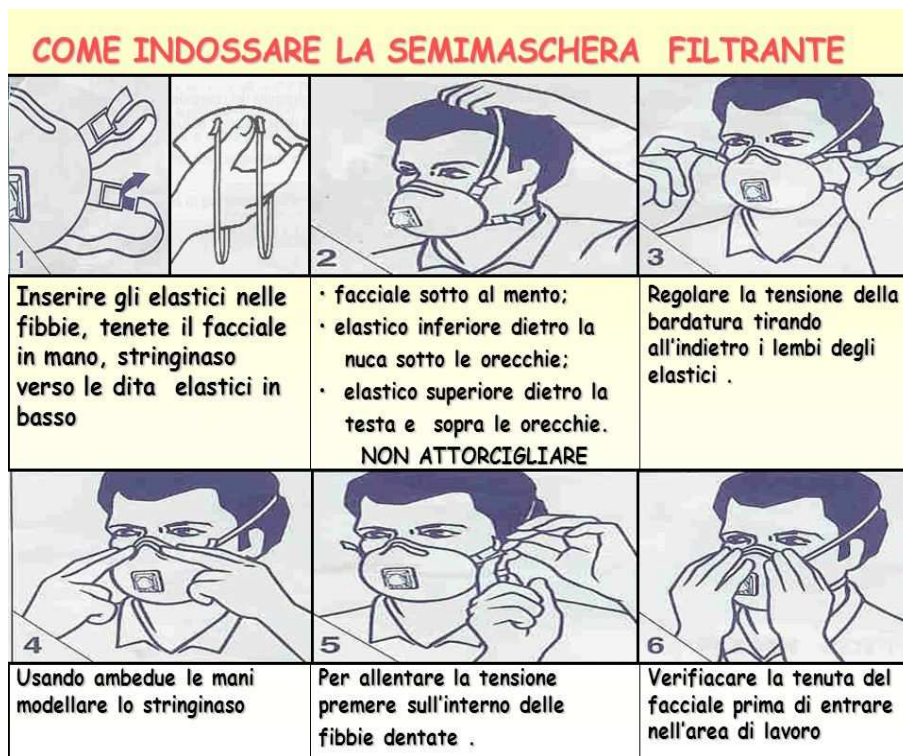 COME INDOSSARE LA SEMIMASCHERA FILTRANTE
1
2
3
Inserire gli elastici nelle
fibbie, tenete il facciale
in mano, stringinaso
verso le dita elastici in
basso
· facciale sotto al mento;
· elastico inferiore dietro la
nuca sotto le orecchie;
· elastico superiore dietro la
testa e sopra le orecchie.
NON ATTORCIGLIARE
Regolare la tensione della
bardatura tirando
all'indietro i lembi degli
elastici .
4
5
6
Usando ambedue le mani
modellare lo stringinaso
Per allentare la tensione
premere sull'interno delle
fibbie dentate .
Verifiacare la tenuta del
facciale prima di entrare
nell'area di lavoro